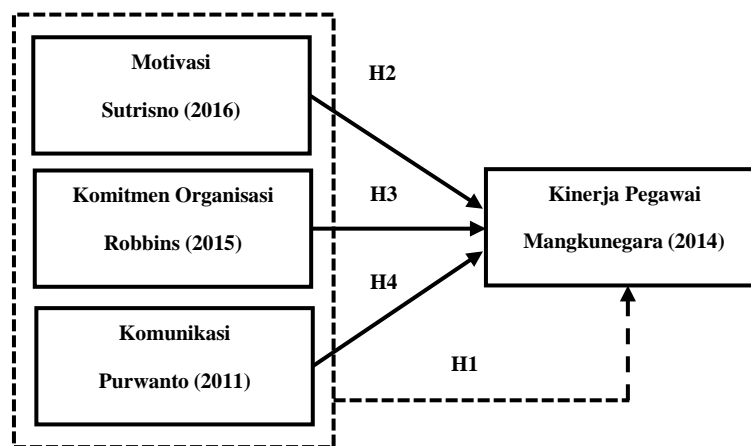 Motivasi
Sutrisno (2016)
H2
Komitmen Organisasi
Robbins (2015)
H3
Kinerja Pegawai
Mangkunegara (2014)
H4
Komunikasi
Purwanto (2011)
H1